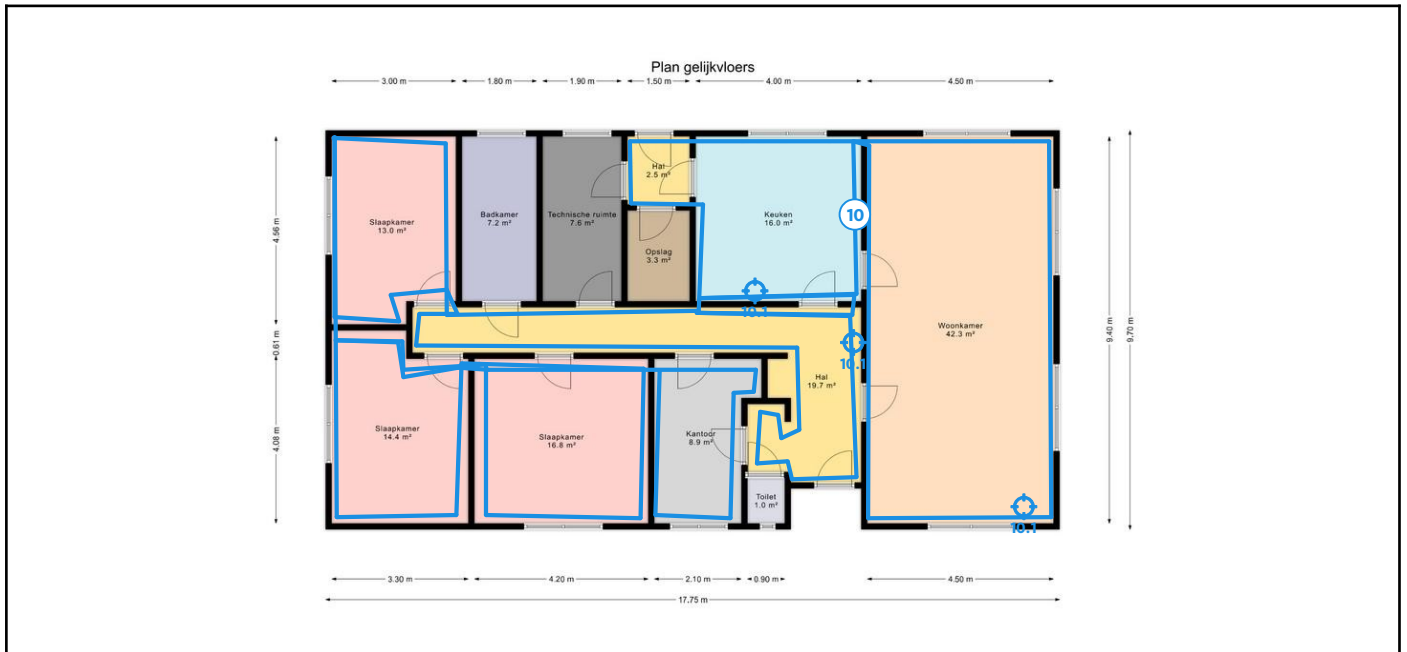 Plan gelijkvloers
3.00 m
1.80 m
1.90 m
1.50 m
4.00 m
4.50 m
Slaapkamer
13.0 m²
Badkamer
7.2 m²
Technische ruimte
7.6 m²
Hal
2.5 m²
Opslag
3.3 m²
Keuken
16.0 m²
10
10.1
Woonkamer
42.3 m²
10.1
Hal
19.7 m²
Slaapkamer
14.4 m²
Slaapkamer
16.8 m²
Kantoor
8.9 m²
Toilet
1.0 m²
10.1
4.56 m
0.61 m
4.08 m
9.40 m
9.70 m
3.30 m
4.20 m
2.10 m
0.90 m
4.50 m
17.75 m